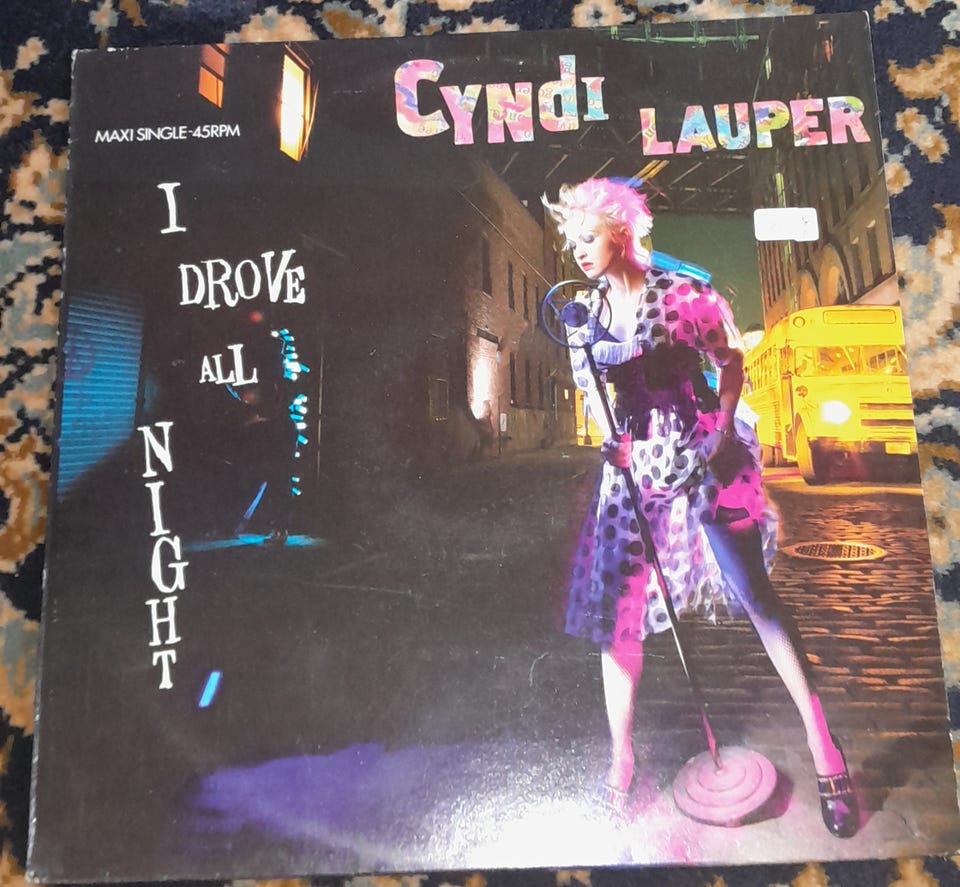 CYNdI
LAUPER
MAXI SINGLE-45RPM
I
DROVE
ALL
NIGHT